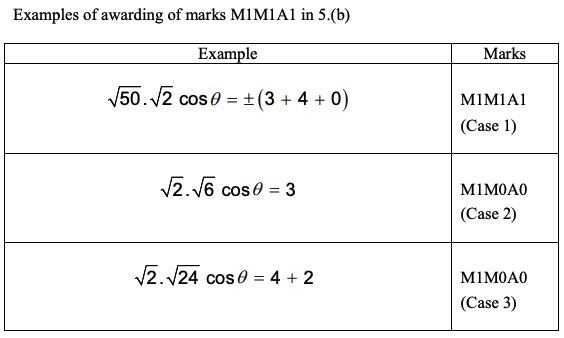 Examples of awarding of marks M1M1A1 in 5.(b)
Example Marks
√50.√2 cos θ = ±(3 + 4 + 0) M1M1A1
(Case 1)
√2.√6 cos θ = 3 M1M0A0
(Case 2)
√2.√24 cos θ = 4 + 2 M1M0A0
(Case 3)